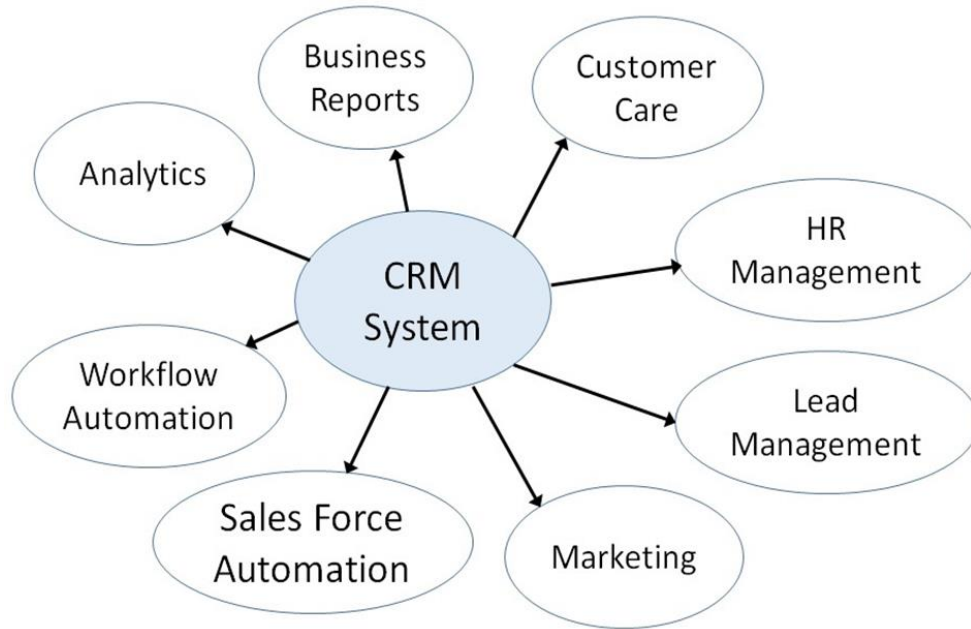 Business
Reports
Customer
Care
Analytics
HR
Management
CRM
System
Workflow
Automation
Lead
Management
Sales Force
Automation
Marketing